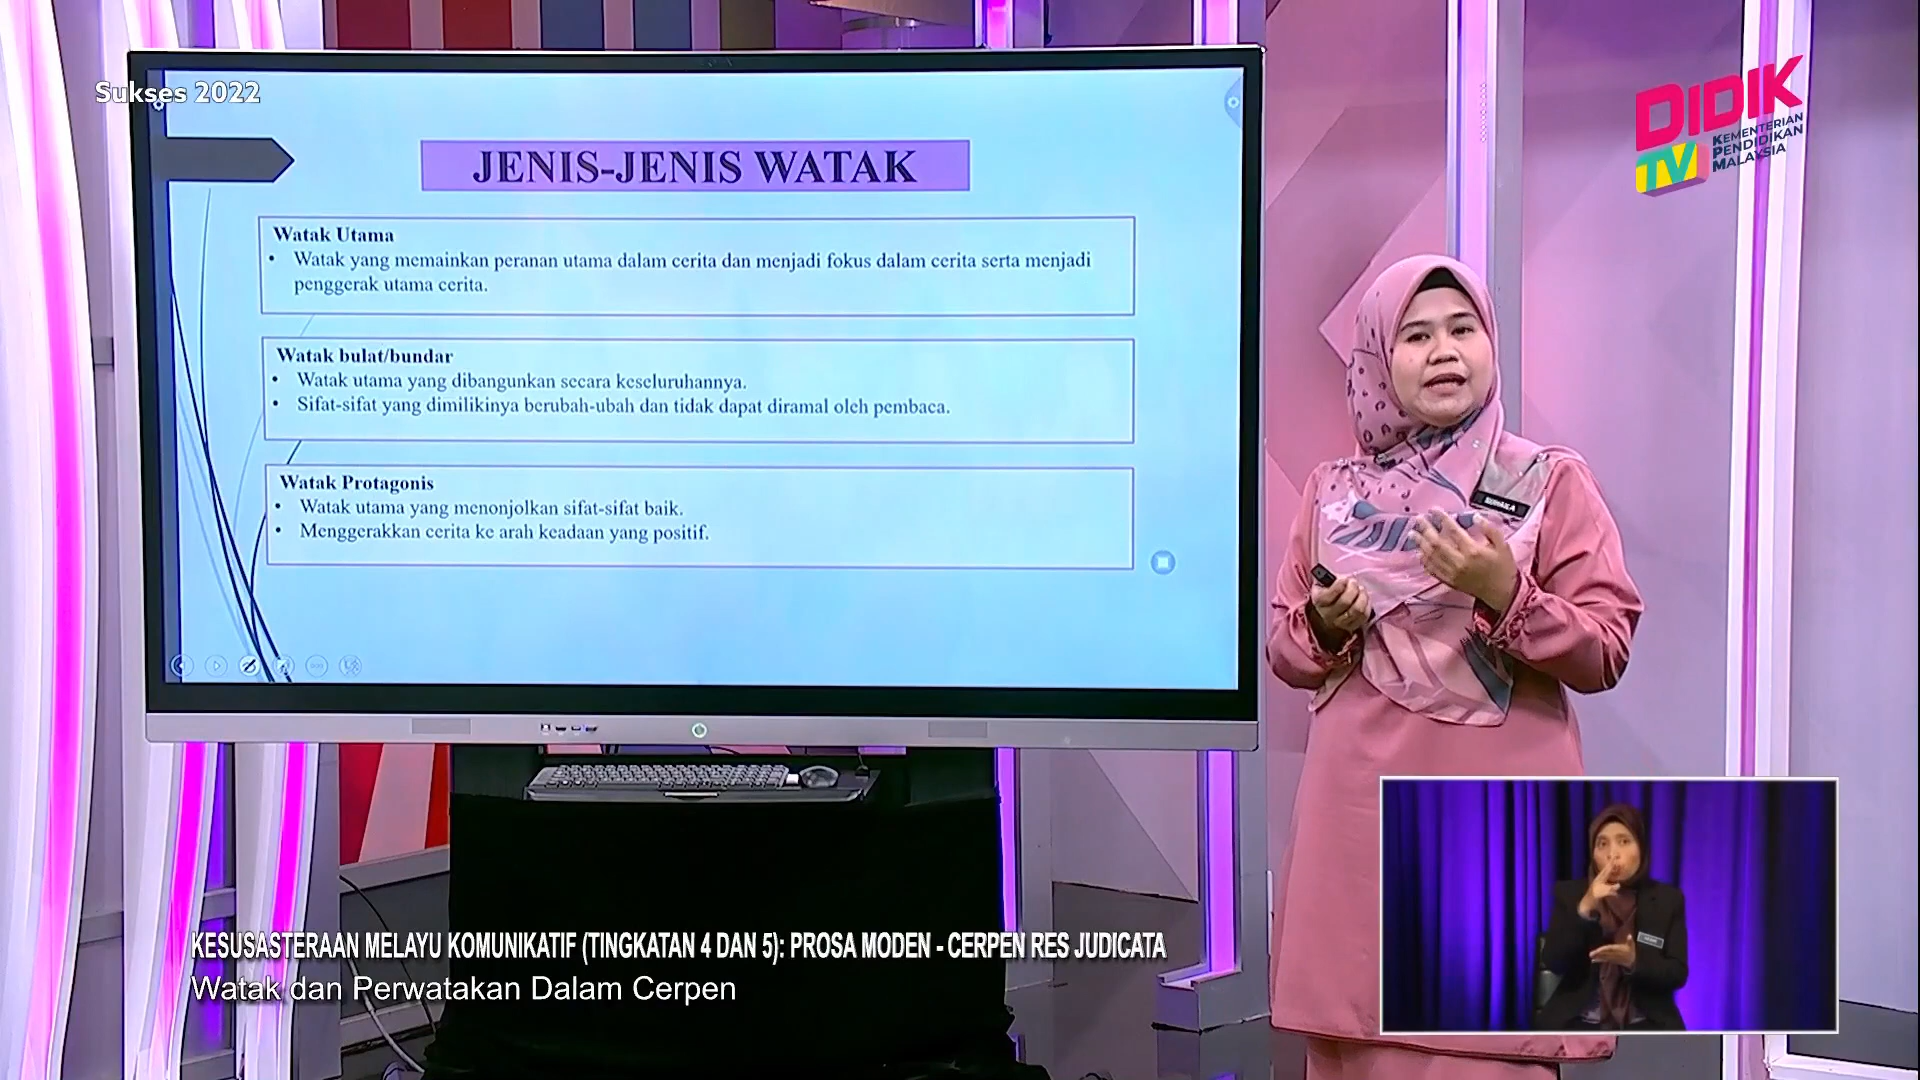 Sukses 2022
DIDIK
TV
KEMENTERIAN
PENDIDIKAN
MALAYSIA
JENIS-JENIS WATAK
Watak Utama
• Watak yang memainkan peranan utama dalam cerita dan menjadi fokus dalam cerita serta menjadi
penggerak utama cerita.
Watak bulat/bundar
• Watak utama yang dibangunkan secara keseluruhannya.
• Sifat-sifat yang dimilikinya berubah-ubah dan tidak dapat diramal oleh pembaca.
Watak Protagonis
• Watak utama yang menonjolkan sifat-sifat baik.
• Menggerakkan cerita ke arah keadaan yang positif.
KESUSASTERAAN MELAYU KOMUNIKATIF (TINGKATAN 4 DAN 5): PROSA MODEN - CERPEN RES JUDICATA
Watak dan Perwatakan Dalam Cerpen